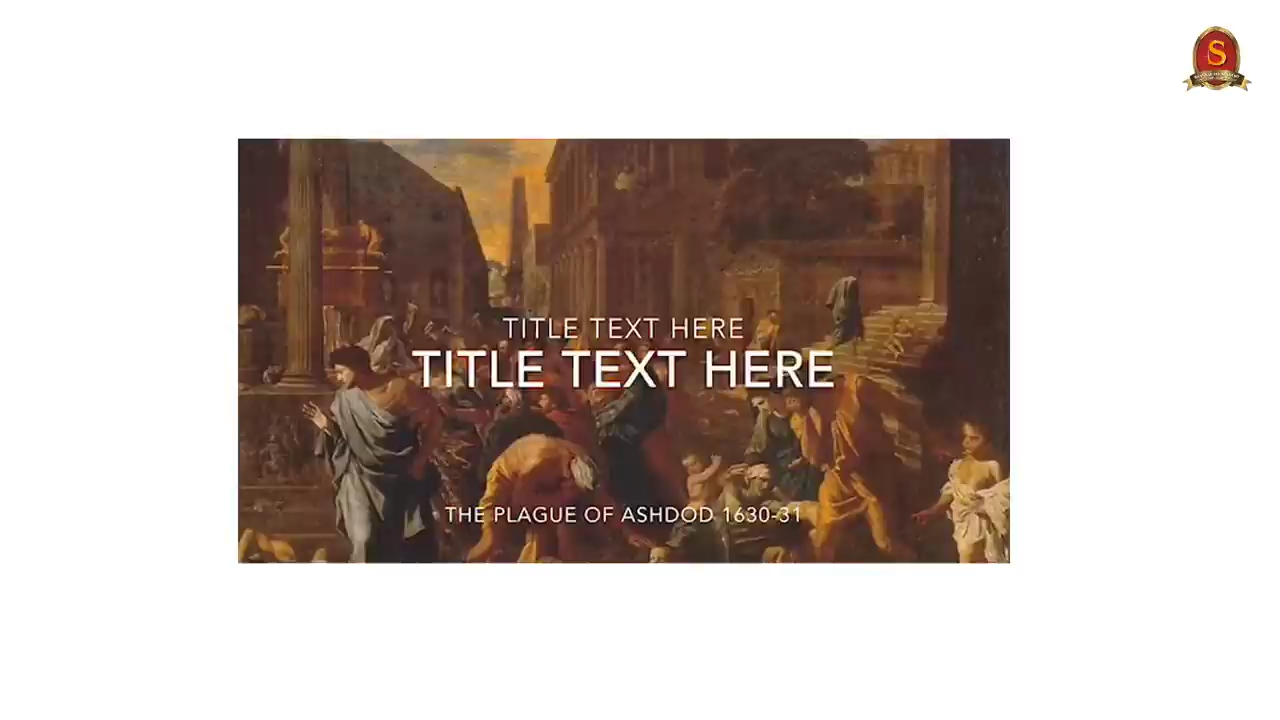 S
TITLE TEXT HERE
TITLE TEXT HERE
THE PLAGUE OF ASHDOD 1630-31